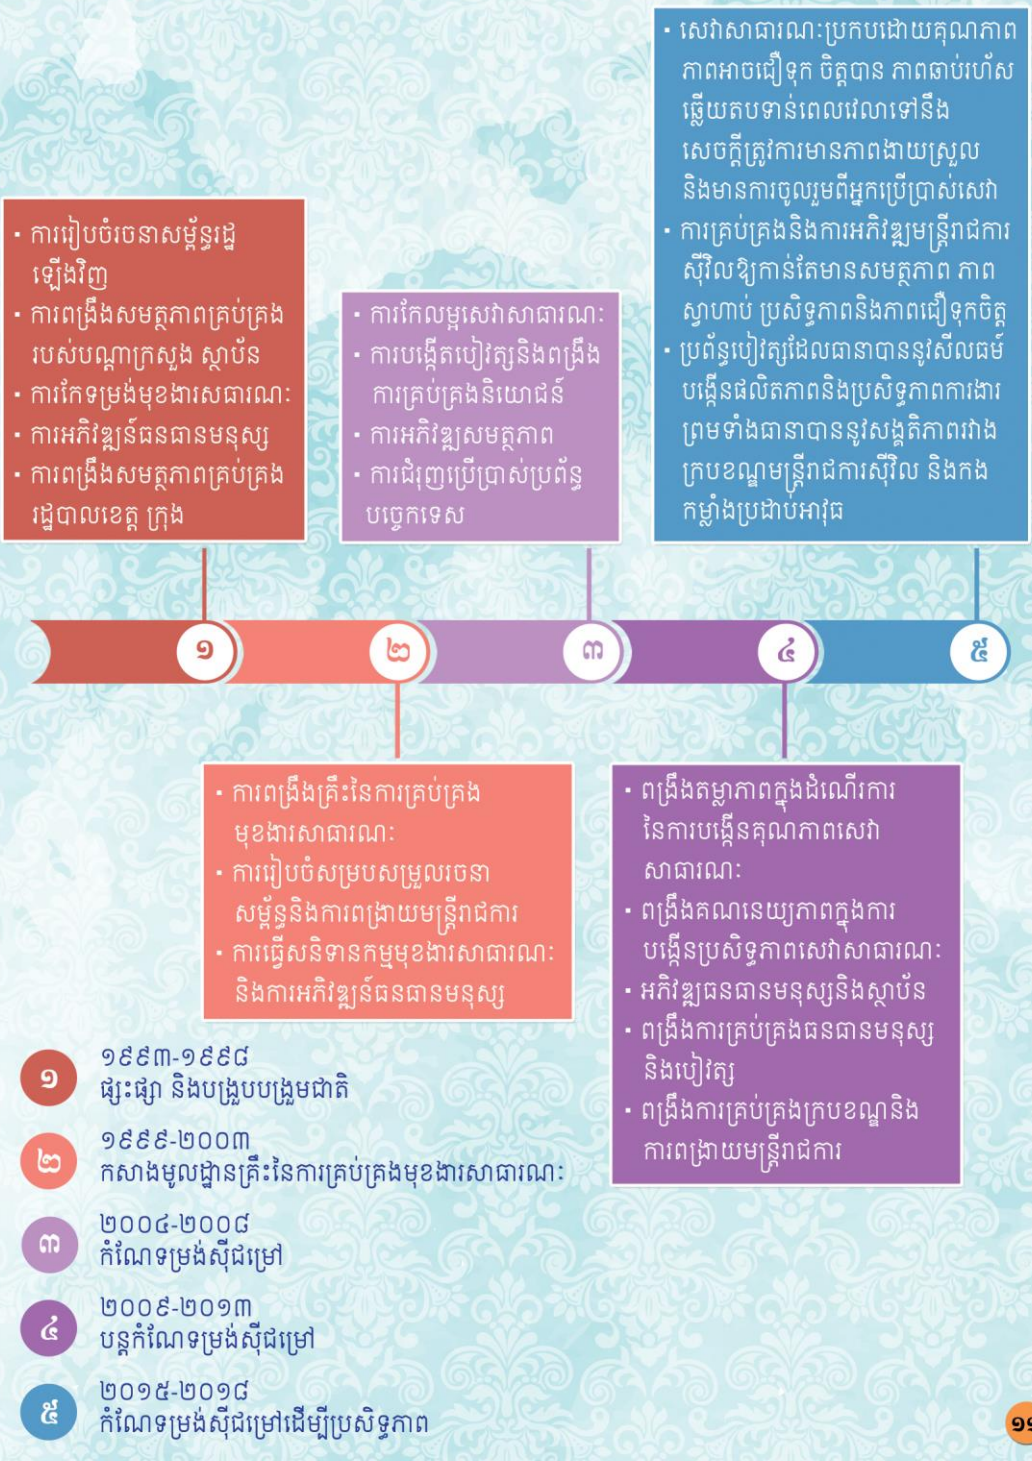 ▪ សេវាសាធារណៈប្រកបដោយគុណភាព
ភាពអាចជឿទុក ចិត្តបាន ភាពឆាប់រហ័ស
ឆ្លើយតបទាន់ពេលវេលាទៅនឹង
សេចក្តីត្រូវការមានភាពងាយស្រួល
និងមានការចូលរួមពីអ្នកប្រើប្រាស់សេវា
▪ ការគ្រប់គ្រងនិងការអភិវឌ្ឍមន្ត្រីរាជការ
ស៊ីវិលឱ្យកាន់តែមានសមត្ថភាព ភាព
ស្វាហាប់ ប្រសិទ្ធភាពនិងភាពជឿទុកចិត្ត
▪ ប្រព័ន្ធបៀវត្សដែលធានាបាននូវសីលធម៍
បង្កើនផលិតភាពនិងប្រសិទ្ធភាពការងារ
ព្រមទាំងធានាបាននូវសង្គតិភាពរវាង
ក្របខណ្ឌមន្ត្រីរាជការស៊ីវិល និងកង
កម្លាំងប្រដាប់អាវុធ
▪ ការរៀបចំរចនាសម្ព័ន្ធរដ្ឋ
ឡើងវិញ
▪ ការពង្រឹងសមត្ថភាពគ្រប់គ្រង
របស់បណ្តាក្រសួង ស្ថាប័ន
▪ ការកែទម្រង់មុខងារសធារណៈ
▪ ការអភិវឌ្ឍន៍ធនធានមនុស្ស
▪ ការពង្រឹងសមត្ថភាពគ្រប់គ្រង
រដ្ឋបាលខេត្ត ក្រុង
▪ ការកែលម្អសេវាសាធារណៈ
▪ ការបង្កើតបៀវត្សនិងពង្រឹង
ការគ្រប់គ្រងនិយោជន៍
▪ ការអភិវឌ្ឍសមត្ថភាព
▪ ការជំរុញប្រើប្រាស់ប្រព័ន្ធ
បច្ចេកទេស
១
២
៣
៤
៥
▪ ការពង្រឹងគ្រឹះនៃការគ្រប់គ្រង
មុខងារសាធារណៈ
▪ ការរៀបចំសម្របសម្រួលរចនា
សម្ព័ន្ធនិងការពង្រាយមន្ត្រីរាជការ
▪ ការធ្វើសនិទានកម្មមុខងារសាធារណៈ
និងការអភិវឌ្ឍន៍ធនធានមនុស្ស
▪ ពង្រឹងតម្លាភាពក្នុងដំណើរការ
នៃការបង្កើនគុណភាពសេវា
សាធារណៈ
▪ ពង្រឹងគណនេយ្យភាពក្នុងការ
បង្កើនប្រសិទ្ធភាពសេវាសាធារណៈ
▪ អភិវឌ្ឍធនធានមនុស្សនិងស្ថាប័ន
▪ ពង្រឹងការគ្រប់គ្រងធនធានមនុស្ស
និងបៀវត្ស
▪ ពង្រឹងការគ្រប់គ្រងក្របខណ្ឌនិង
ការពង្រាយមន្ត្រីរាជការ
១
១៩៩៣-១៩៩៨
ផ្សះផ្សា និងបង្រួបបង្រួមជាតិ
២
១៩៩៩-២០០៣
កសាងមូលដ្ឋានគ្រឹះនៃការគ្រប់គ្រងមុខងារសាធារណៈ
៣
២០០៤-២០០៨
កំណែទម្រង់ស៊ីជម្រៅ
៤
២០០៩-២០១៣
បន្តកំណែទម្រង់ស៊ីជម្រៅ
៥
២០១៥-២០១៨
កំណែទម្រង់ស៊ីជម្រៅដើម្បីប្រសិទ្ធភាព